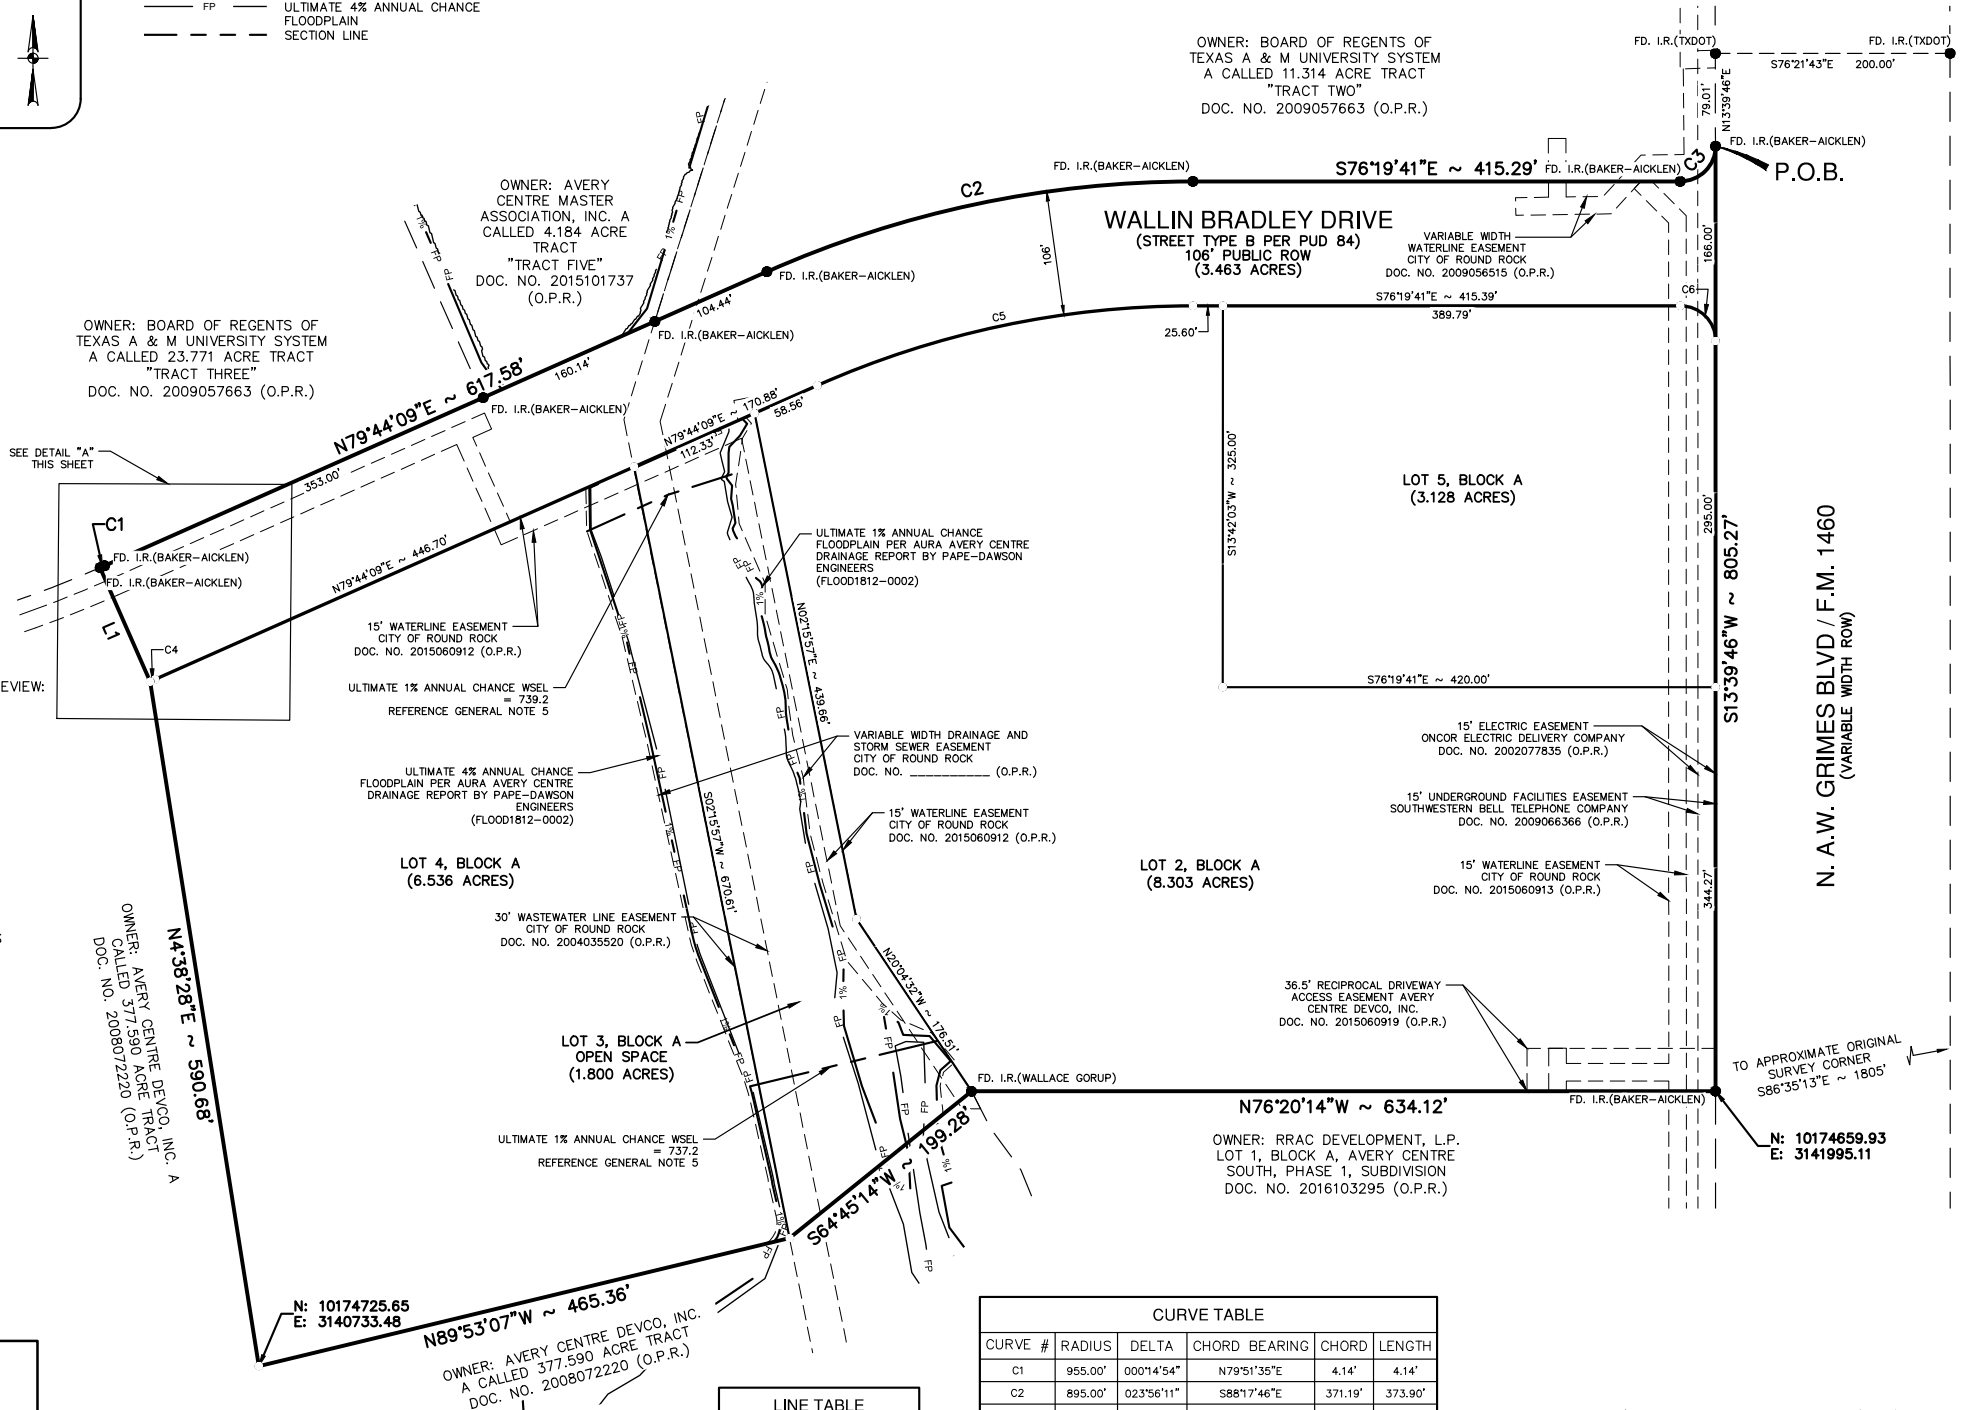 FP
ULTIMATE 4% ANNUAL CHANCE
FLOODPLAIN
SECTION LINE
OWNER: BOARD OF REGENTS OF
TEXAS A & M UNIVERSITY SYSTEM
A CALLED 11.314 ACRE TRACT
"TRACT TWO"
DOC. NO. 2009057663 (O.P.R.)
FD. I.R.(TXDOT)
FD. I.R.(TXDOT)
S76°21'43"E 200.00'
79.01'
N13°39'46"E
FD. I.R.(BAKER-AICKLEN)
P.O.B.
C3
FD. I.R.(BAKER-AICKLEN)
S76°19'41"E ~ 415.29'
FD. I.R.(BAKER-AICKLEN)
C2
OWNER: AVERY
CENTRE MASTER
ASSOCIATION, INC. A
CALLED 4.184 ACRE
TRACT
"TRACT FIVE"
DOC. NO. 2015101737
(O.P.R.)
WALLIN BRADLEY DRIVE
(STREET TYPE B PER PUD 84)
106' PUBLIC ROW
(3.463 ACRES)
106'
VARIABLE WIDTH
WATERLINE EASEMENT
CITY OF ROUND ROCK
DOC. NO. 2009056515 (O.P.R.)
166.00'
C6
FD. I.R.(BAKER-AICKLEN)
104.44'
FD. I.R.(BAKER-AICKLEN)
C5
S76°19'41"E ~ 415.39'
389.79'
25.60'
OWNER: BOARD OF REGENTS OF
TEXAS A & M UNIVERSITY SYSTEM
A CALLED 23.771 ACRE TRACT
"TRACT THREE"
DOC. NO. 2009057663 (O.P.R.)
N79°44'09"E ~ 617.58'
160.14'
FD. I.R.(BAKER-AICKLEN)
N79°44'09"E ~ 170.88'
58.56'
112.33'
353.00'
SEE DETAIL "A"
THIS SHEET
C1
FD. I.R.(BAKER-AICKLEN)
FD. I.R.(BAKER-AICKLEN)
L1
C4
N79°44'09"E ~ 446.70'
EVIEW:
S13°42'03"W ~ 325.00'
LOT 5, BLOCK A
(3.128 ACRES)
295.00'
S13°39'46"W ~ 805.27'
N. A.W. GRIMES BLVD / F.M. 1460
(VARIABLE WIDTH ROW)
ULTIMATE 1% ANNUAL CHANCE
FLOODPLAIN PER AURA AVERY CENTRE
DRAINAGE REPORT BY PAPE-DAWSON
ENGINEERS
(FLOOD1812-0002)
15' WATERLINE EASEMENT
CITY OF ROUND ROCK
DOC. NO. 2015060912 (O.P.R.)
ULTIMATE 1% ANNUAL CHANCE WSEL
= 739.2
REFERENCE GENERAL NOTE 5
N02°15'57"E ~ 439.66'
S76°19'41"E ~ 420.00'
15' ELECTRIC EASEMENT
ONCOR ELECTRIC DELIVERY COMPANY
DOC. NO. 2002077835 (O.P.R.)
VARIABLE WIDTH DRAINAGE AND
STORM SEWER EASEMENT
CITY OF ROUND ROCK
DOC. NO. __________ (O.P.R.)
ULTIMATE 4% ANNUAL CHANCE
FLOODPLAIN PER AURA AVERY CENTRE
DRAINAGE REPORT BY PAPE-DAWSON
ENGINEERS
(FLOOD1812-0002)
S02°15'57"W ~ 670.61'
15' WATERLINE EASEMENT
CITY OF ROUND ROCK
DOC. NO. 2015060912 (O.P.R.)
15' UNDERGROUND FACILITIES EASEMENT
SOUTHWESTERN BELL TELEPHONE COMPANY
DOC. NO. 2009066366 (O.P.R.)
LOT 4, BLOCK A
(6.536 ACRES)
LOT 2, BLOCK A
(8.303 ACRES)
15' WATERLINE EASEMENT
CITY OF ROUND ROCK
DOC. NO. 2015060913 (O.P.R.)
344.27'
30' WASTEWATER LINE EASEMENT
CITY OF ROUND ROCK
DOC. NO. 2004035520 (O.P.R.)
OWNER: AVERY CENTRE DEVCO, INC. A
CALLED 377.590 ACRE TRACT
DOC. NO. 2008072220 (O.P.R.)
N4°38'28"E ~ 590.68'
N20°04'32"W ~ 176.51'
36.5' RECIPROCAL DRIVEWAY
ACCESS EASEMENT AVERY
CENTRE DEVCO, INC.
DOC. NO. 2015060919 (O.P.R.)
LOT 3, BLOCK A
OPEN SPACE
(1.800 ACRES)
TO APPROXIMATE ORIGINAL
SURVEY CORNER
S86°35'13"E ~ 1805'
FD. I.R.(WALLACE GORUP)
N76°20'14"W ~ 634.12'
FD. I.R.(BAKER-AICKLEN)
ULTIMATE 1% ANNUAL CHANCE WSEL
= 737.2
REFERENCE GENERAL NOTE 5
S64°45'14"W ~ 199.28'
OWNER: RRAC DEVELOPMENT, L.P.
LOT 1, BLOCK A, AVERY CENTRE
SOUTH, PHASE 1, SUBDIVISION
DOC. NO. 2016103295 (O.P.R.)
N: 10174659.93
E: 3141995.11
N: 10174725.65
E: 3140733.48
N89°53'07"W ~ 465.36'
OWNER: AVERY CENTRE DEVCO, INC.
A CALLED 377.590 ACRE TRACT
DOC. NO. 2008072220 (O.P.R.)
LINE TABLE
CURVE TABLE
CURVE # RADIUS DELTA CHORD BEARING CHORD LENGTH
C1 955.00' 000°14'54" N79°51'35"E 4.14' 4.14'
C2 895.00' 023°56'11" S88°17'46"E 371.19' 373.90'